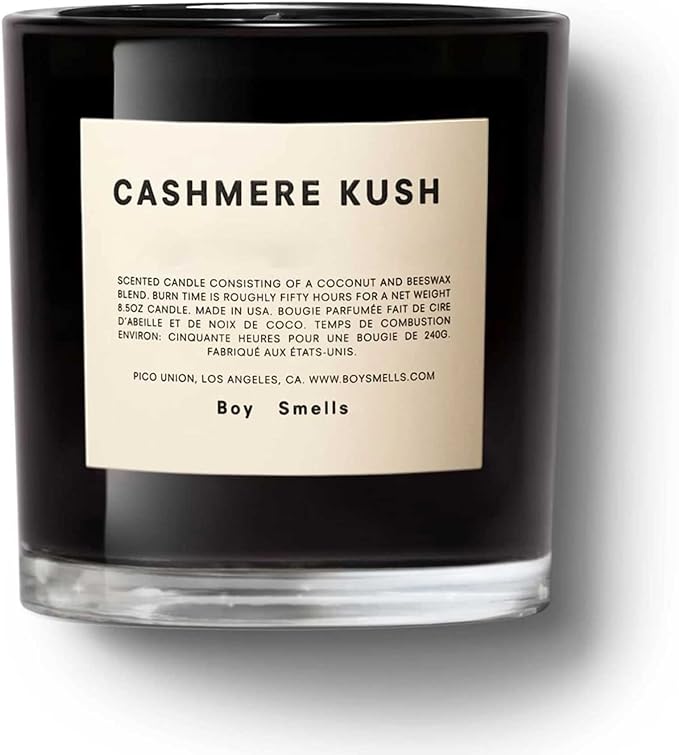 CASHMERE KUSH
SCENTED CANDLE CONSISTING OF A COCONUT AND BEESWAX
BLEND. BURN TIME IS ROUGHLY FIFTY HOURS FOR A NET WEIGHT
8.5OZ CANDLE. MADE IN USA. BOUGIE PARFUMÉE FAIT DE CIRE
D'ABEILLE ET DE NOIX DE COCO. TEMPS DE COMBUSTION
ENVIRON: CINQUANTE HEURES POUR UNE BOUGIE DE 240G.
FABRIQUÉ AUX ÉTATS-UNIS.
PICO UNION, LOS ANGELES, CA. WWW.BOYSMELLS.COM
Boy Smells